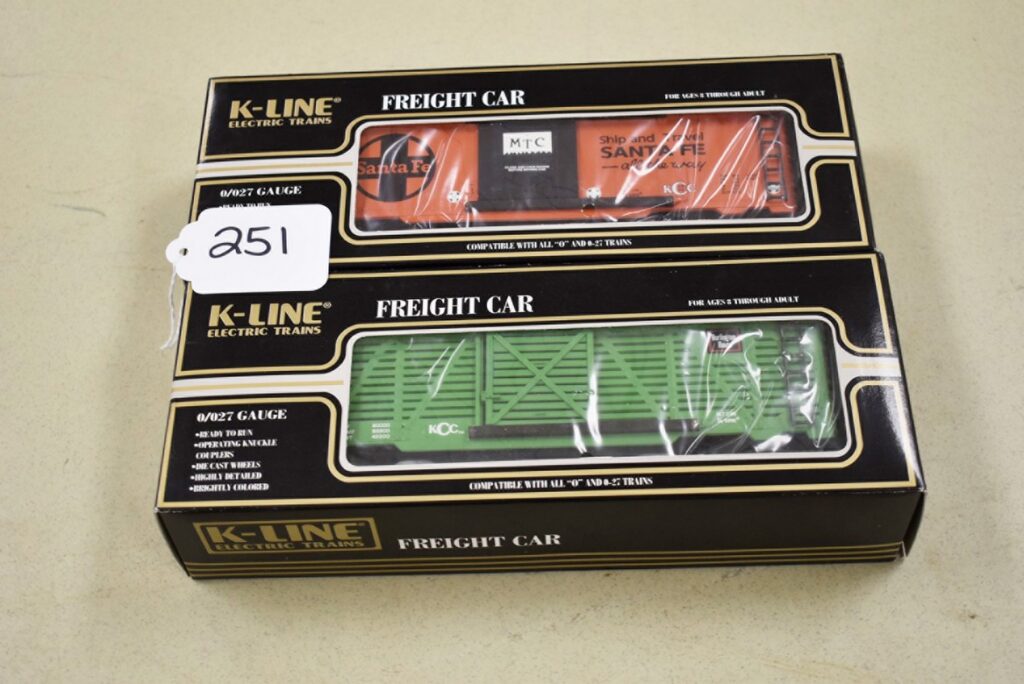 K-LINE®
ELECTRIC TRAINS
FREIGHT CAR
FOR AGES 8 THROUGH ADULT
Santa Fe
MTC
Ship and Travel
SANTA FE
all the way
KCC
0/027 GAUGE
COMPATIBLE WITH ALL "O" AND 0-27 TRAINS
251
K-LINE®
ELECTRIC TRAINS
FREIGHT CAR
FOR AGES 8 THROUGH ADULT
Burlington
KCC
0/027 GAUGE
•READY TO RUN
•OPERATING KNUCKLE
COUPLERS
•DIE CAST WHEELS
•HIGHLY DETAILED
•BRIGHTLY COLORED
COMPATIBLE WITH ALL "O" AND 0-27 TRAINS
K-LINE®
ELECTRIC TRAINS
FREIGHT CAR